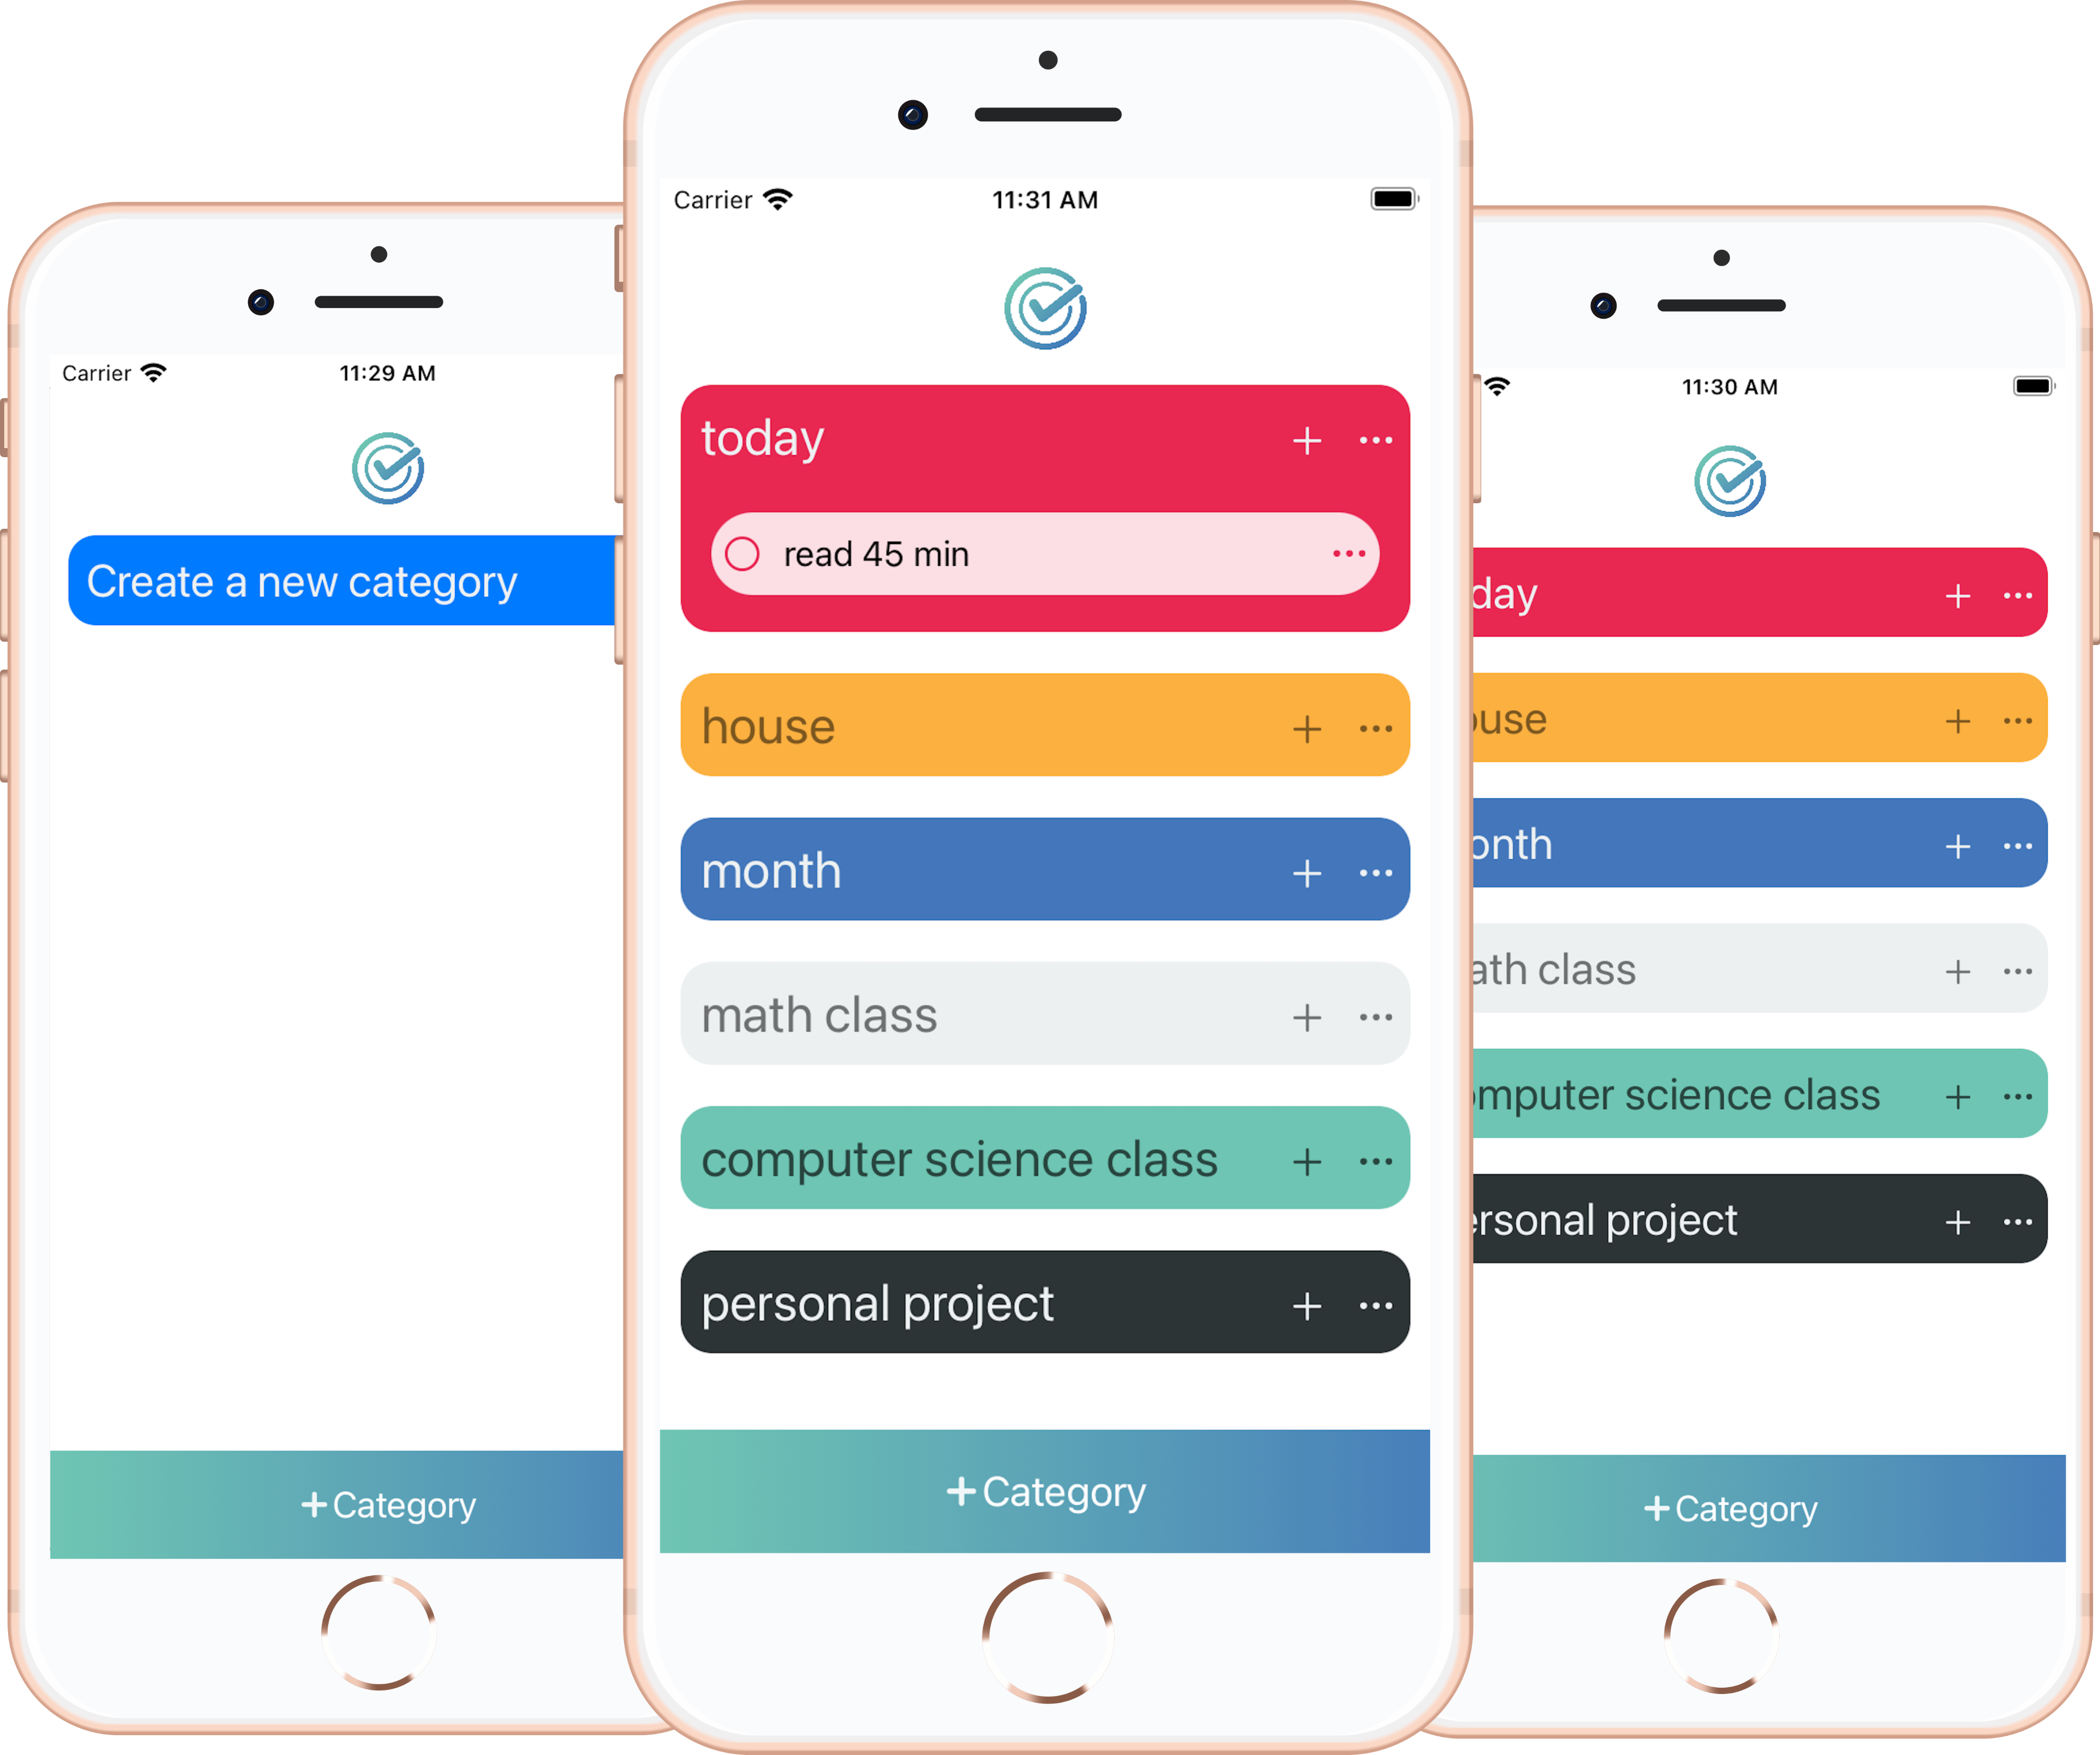 Carrier
11:29 AM
Create a new category
+Category
Carrier
11:31 AM
today
read 45 min
house
month
math class
computer science class
personal project
+Category
11:30 AM
day
use
onth
ath class
mputer science class
rsonal project
+Category